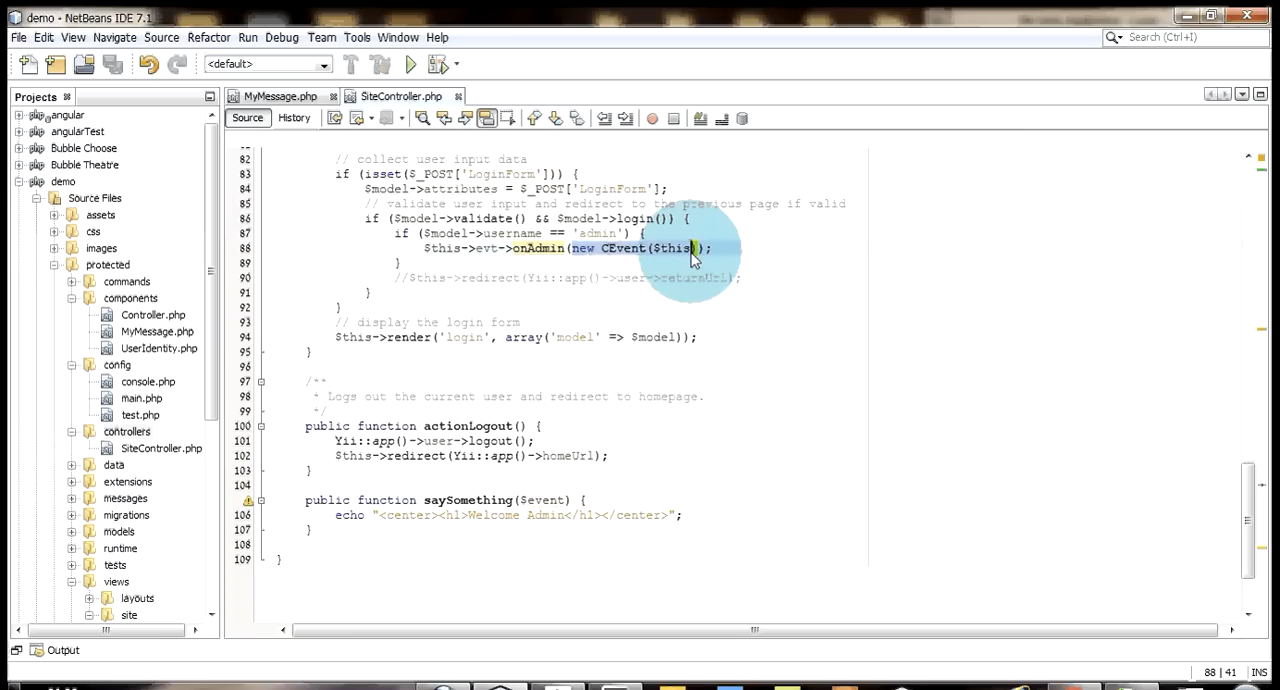 demo - NetBeans IDE 7.1
File Edit View Navigate Source Refactor Run Debug Team Tools Window Help
Search (Ctrl+I)
<default>
Projects
MyMessage.php
SiteController.php
Source History
angular
angularTest
Bubble Choose
Bubble Theatre
demo
Source Files
assets
css
images
protected
commands
components
Controller.php
MyMessage.php
UserIdentity.php
config
console.php
main.php
test.php
controllers
SiteController.php
data
extensions
messages
migrations
models
runtime
tests
views
layouts
site
82 // collect user input data
83 if (isset($_POST['LoginForm'])) {
84 $model->attributes = $_POST['LoginForm'];
85 // validate user input and redirect to the previous page if valid
86 if ($model->validate() && $model->login()) {
87 if ($model->username == 'admin') {
88 $this->evt->onAdmin(new CEvent($this));
89 }
90 //$this->redirect(Yii::app()->user->returnUrl);
91 }
92 }
93 // display the login form
94 $this->render('login', array('model' => $model));
95 }
96
97 /**
98 * Logs out the current user and redirect to homepage.
99 */
100 public function actionLogout() {
101 Yii::app()->user->logout();
102 $this->redirect(Yii::app()->homeUrl);
103 }
104
public function saySomething($event) {
106 echo "<center><h1>Welcome Admin</h1></center>";
107 }
108
109 }
Output
88 | 41 INS